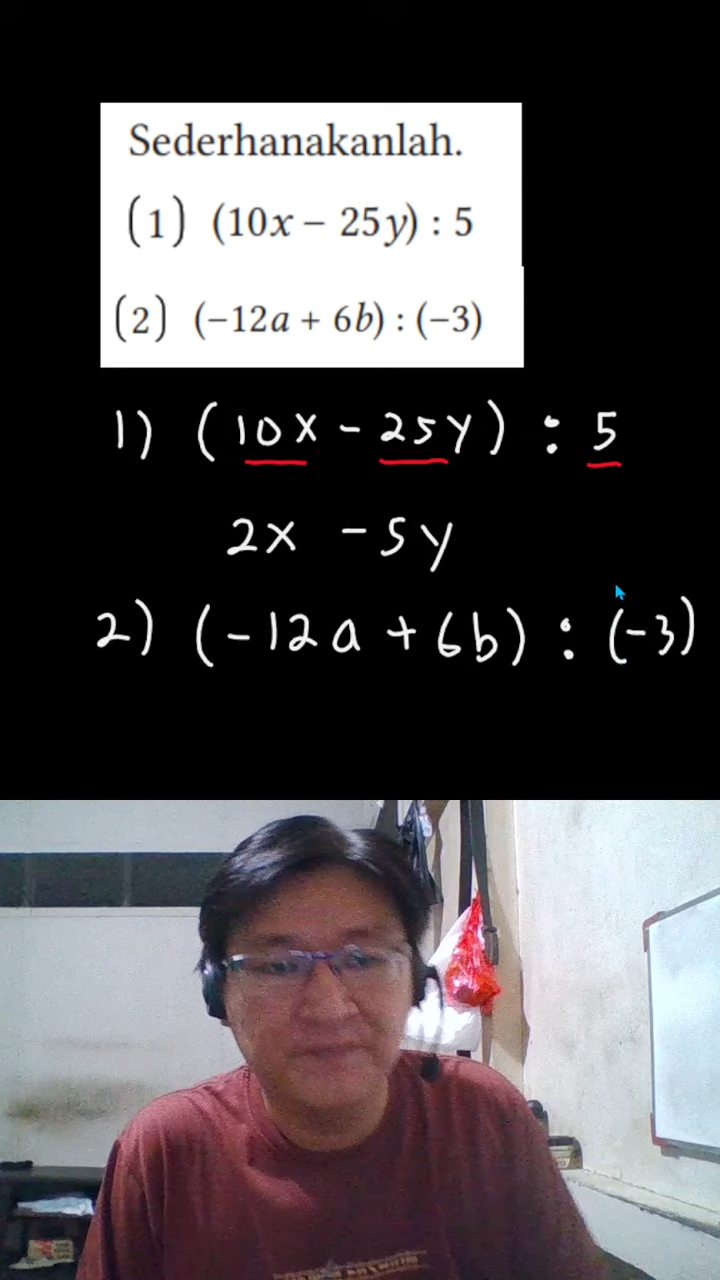 Sederhanakanlah.
(1) (10x – 25y) : 5
(2) (–12a + 6b) : (–3)
1) (10x - 25y) : 5
2x - 5y
2) (-12a + 6b) : (-3)